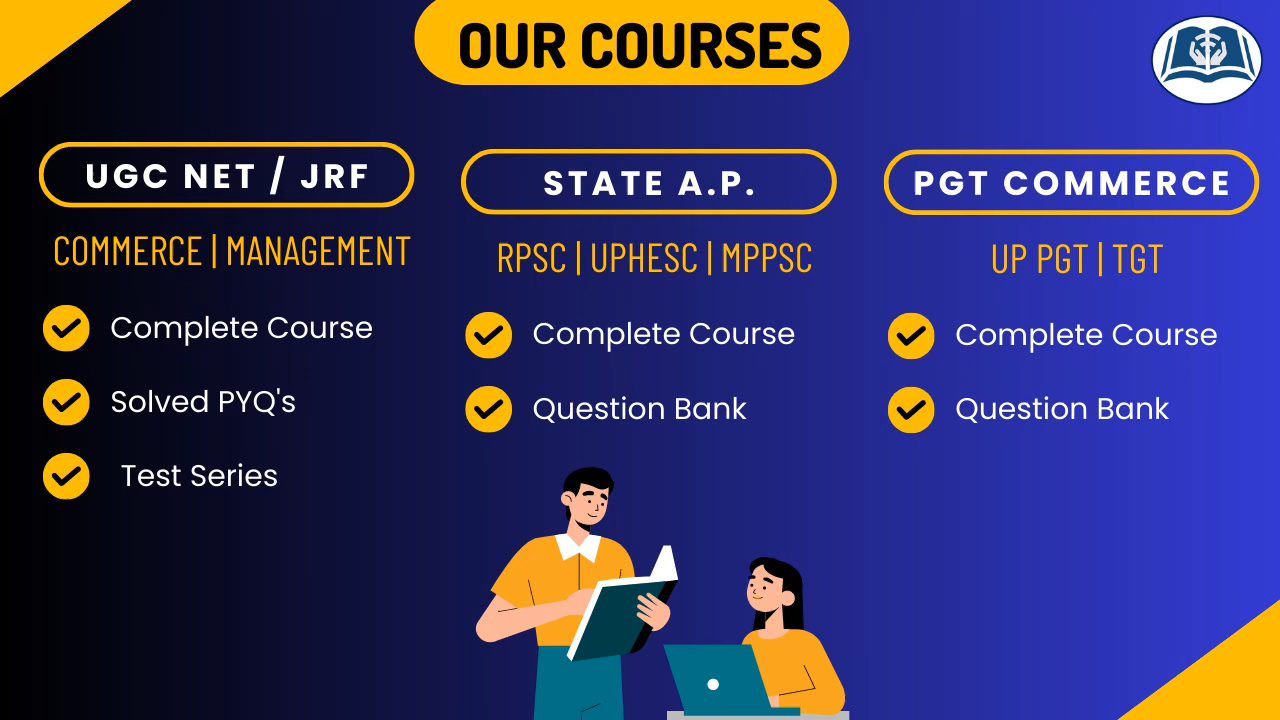 OUR COURSES
UGC NET / JRF
COMMERCE | MANAGEMENT
Complete Course
Solved PYQ's
Test Series
STATE A.P.
RPSC | UPHESC | MPPSC
Complete Course
Question Bank
PGT COMMERCE
UP PGT | TGT
Complete Course
Question Bank